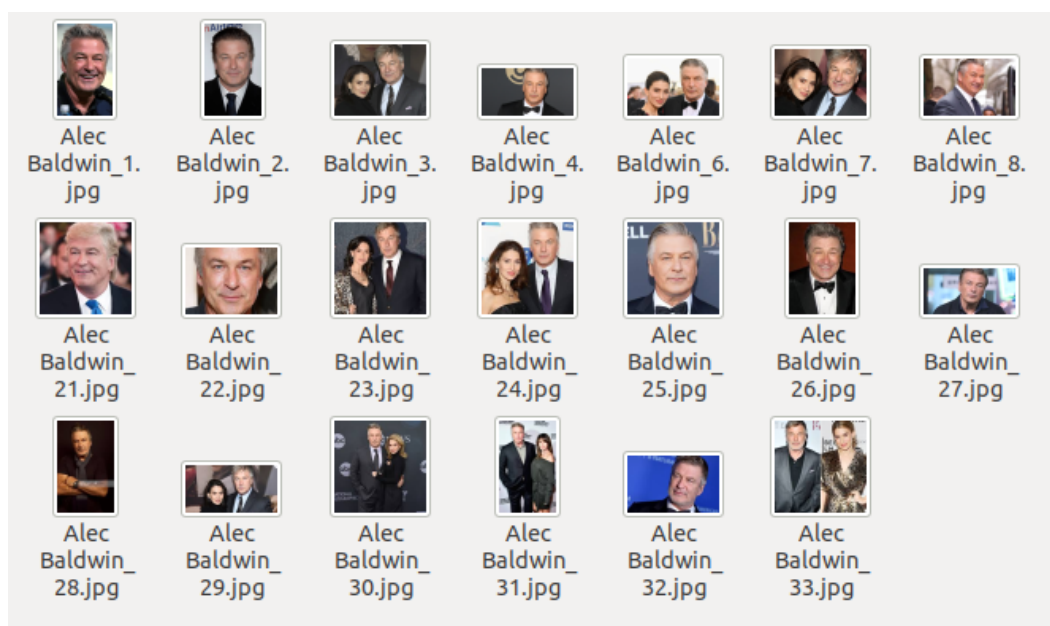 Alec Alec Alec Alec Alec Alec Alec
Baldwin_1. Baldwin_2. Baldwin_3. Baldwin_4. Baldwin_6. Baldwin_7. Baldwin_8.
jpg jpg jpg jpg jpg jpg jpg
ELL B
Alec Alec Alec Alec Alec Alec Alec
Baldwin_ Baldwin_ Baldwin_ Baldwin_ Baldwin_ Baldwin_ Baldwin_
21.jpg 22.jpg 23.jpg 24.jpg 25.jpg 26.jpg 27.jpg
Alec Alec Alec Alec Alec Alec
Baldwin_ Baldwin_ Baldwin_ Baldwin_ Baldwin_ Baldwin_
28.jpg 29.jpg 30.jpg 31.jpg 32.jpg 33.jpg